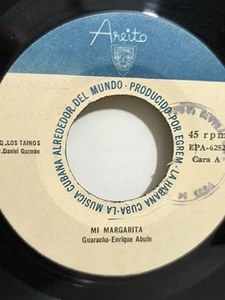 Areito
LA MUSICA CUBANA ALREDEDOR DEL MUNDO - PRODUCIDO POR EGREM - LA HABANA CUBA -
LOS TAINOS
Daniel Guzmán
45 rpm
Cara A
MI MARGARITA
Guaracha-Enrique Abuin